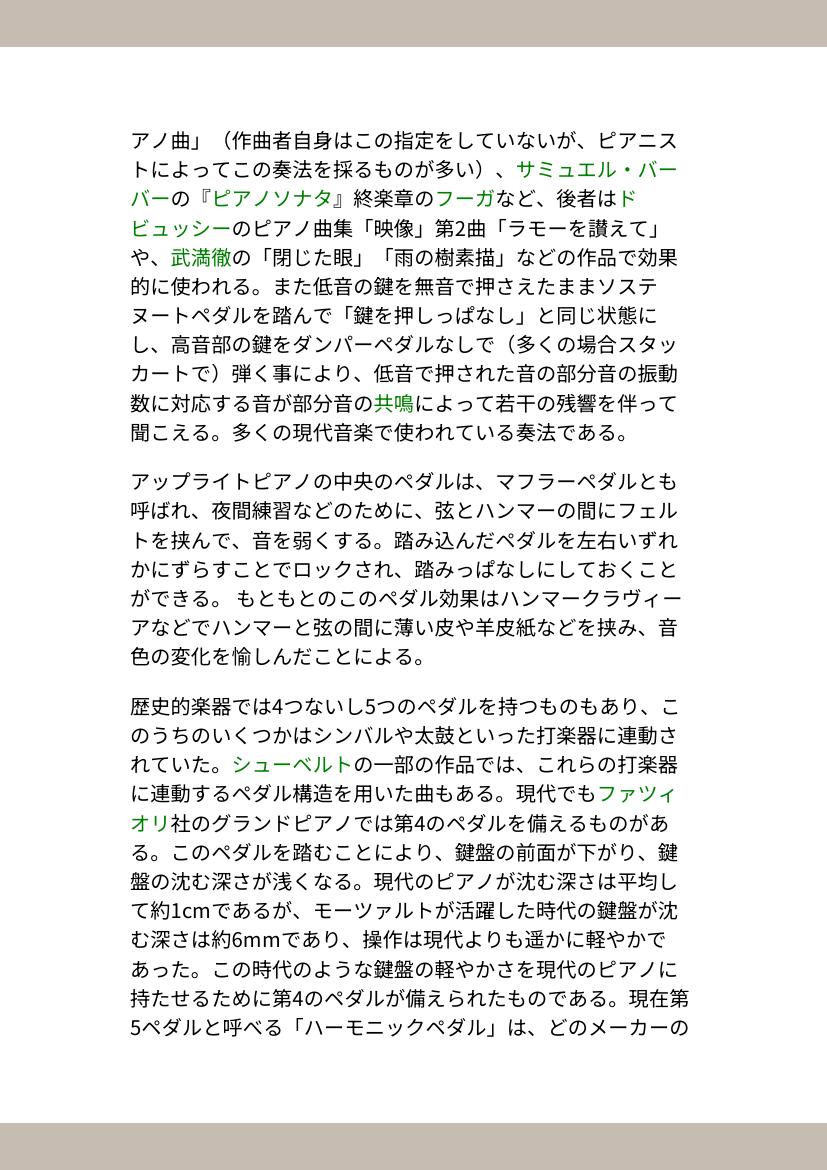 アノ曲」（作曲者自身はこの指定をしていないが、ピアニス
トによってこの奏法を採るものが多い）、サミュエル・バー
バーの『ピアノソナタ』終楽章のフーガなど、後者はド
ビュッシーのピアノ曲集「映像」第2曲「ラモーを讃えて」
や、武満徹の「閉じた眼」「雨の樹素描」などの作品で効果
的に使われる。また低音の鍵を無音で押さえたままソステ
ヌートペダルを踏んで「鍵を押しっぱなし」と同じ状態に
し、高音部の鍵をダンパーペダルなしで（多くの場合スタッ
カートで）弾く事により、低音で押された音の部分音の振動
数に対応する音が部分音の共鳴によって若干の残響を伴って
聞こえる。多くの現代音楽で使われている奏法である。
アップライトピアノの中央のペダルは、マフラーペダルとも
呼ばれ、夜間練習などのために、弦とハンマーの間にフェル
トを挟んで、音を弱くする。踏み込んだペダルを左右いずれ
かにずらすことでロックされ、踏みっぱなしにしておくこと
ができる。 もともとのこのペダル効果はハンマークラヴィー
アなどでハンマーと弦の間に薄い皮や羊皮紙などを挟み、音
色の変化を愉しんだことによる。
歴史的楽器では4つないし5つのペダルを持つものもあり、こ
のうちのいくつかはシンバルや太鼓といった打楽器に連動さ
れていた。シューベルトの一部の作品では、これらの打楽器
に連動するペダル構造を用いた曲もある。現代でもファツィ
オリ社のグランドピアノでは第4のペダルを備えるものがあ
る。このペダルを踏むことにより、鍵盤の前面が下がり、鍵
盤の沈む深さが浅くなる。現代のピアノが沈む深さは平均し
て約1cmであるが、モーツァルトが活躍した時代の鍵盤が沈
む深さは約6mmであり、操作は現代よりも遥かに軽やかで
あった。この時代のような鍵盤の軽やかさを現代のピアノに
持たせるために第4のペダルが備えられたものである。現在第
5ペダルと呼べる「ハーモニックペダル」は、どのメーカーの